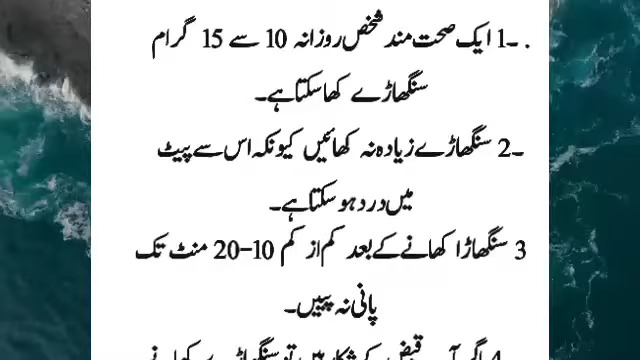 ۔1 ایک صحت مند شخص روزانہ 10 سے 15 گرام
سنگھاڑے کھا سکتا ہے۔
۔2 سنگھاڑے زیادہ نہ کھائیں کیونکہ اس سے پیٹ
میں درد ہو سکتا ہے۔
3 سنگھاڑا کھانے کے بعد کم از کم 10-20 منٹ تک
پانی نہ پییں۔